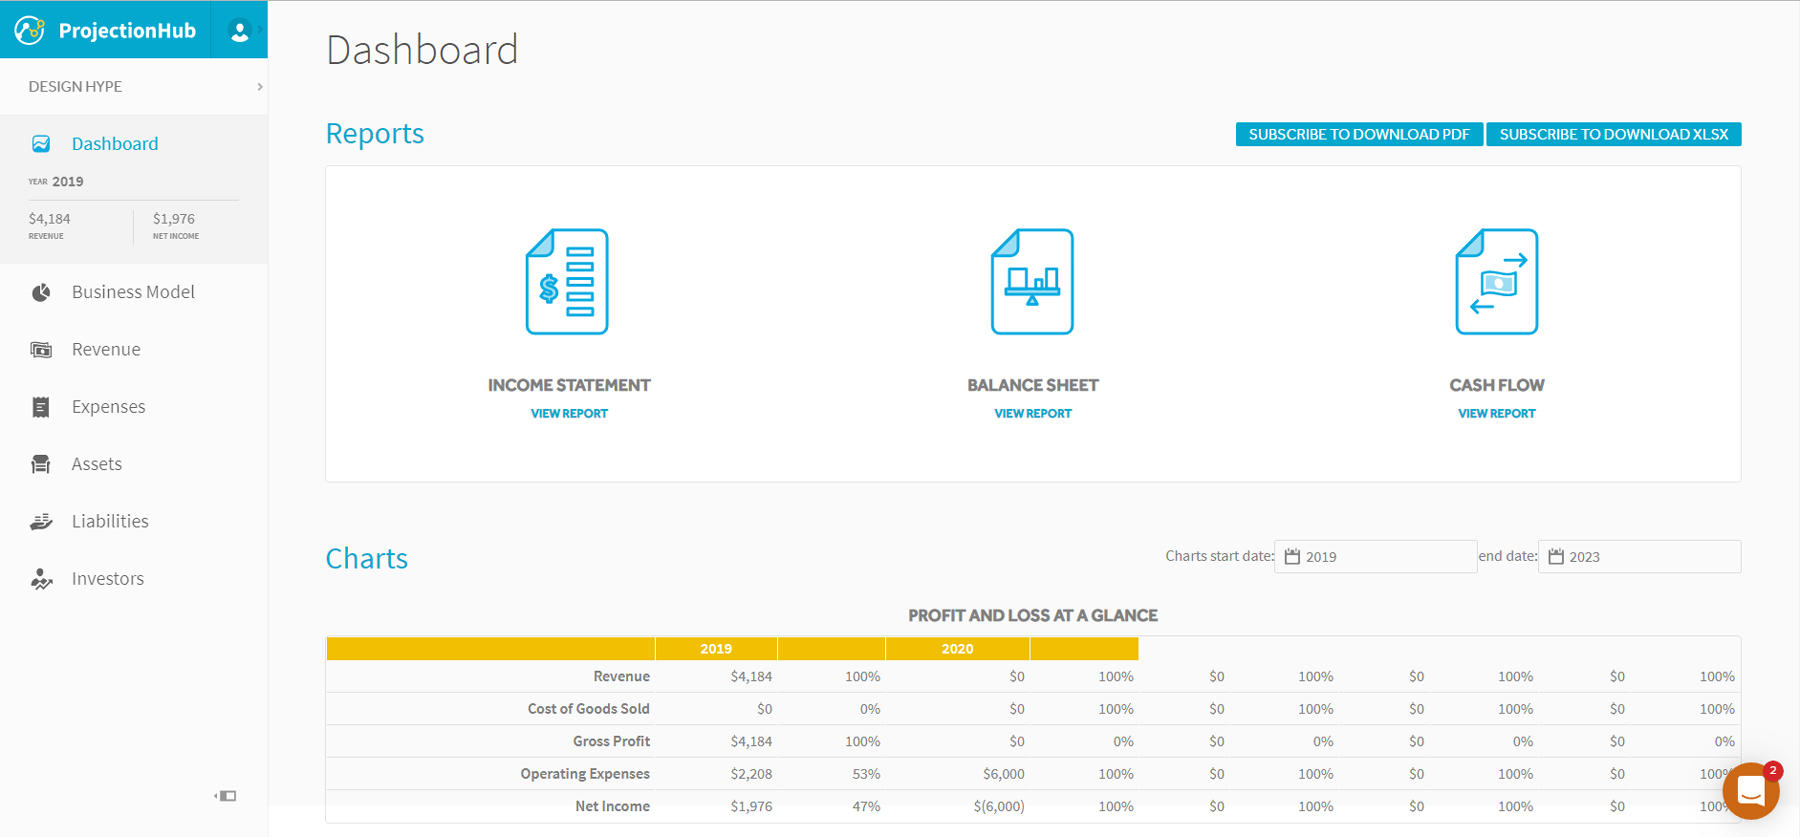 ProjectionHub
DESIGN HYPE
Dashboard
YEAR 2019
$4,184 $1,976
REVENUE NET INCOME
Business Model
Revenue
Expenses
Assets
Liabilities
Investors
Dashboard
Reports
SUBSCRIBE TO DOWNLOAD PDF SUBSCRIBE TO DOWNLOAD XLSX
INCOME STATEMENT BALANCE SHEET CASH FLOW
VIEW REPORT VIEW REPORT VIEW REPORT
Charts
Charts start date: 2019 end date: 2023
PROFIT AND LOSS AT A GLANCE
2019 2020
Revenue $4,184 100% $0 100% $0 100% $0 100% $0 100%
Cost of Goods Sold $0 0% $0 100% $0 100% $0 100% $0 100%
Gross Profit $4,184 100% $0 0% $0 0% $0 0% $0 0%
Operating Expenses $2,208 53% $6,000 100% $0 100% $0 100% $0 100%
Net Income $1,976 47% $(6,000) 100% $0 100% $0 100% $0 100%
2